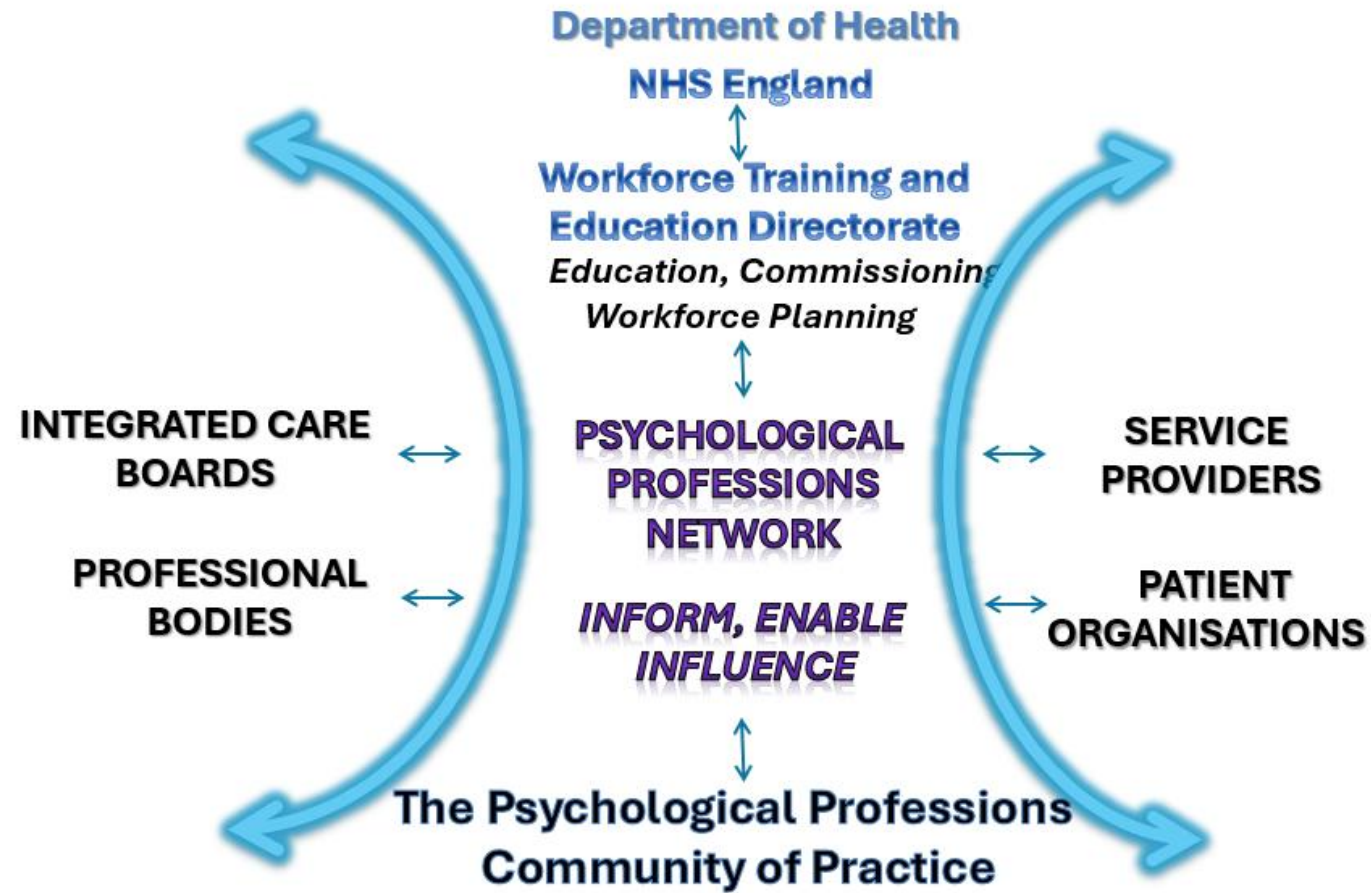 Department of Health
NHS England
Workforce Training and
Education Directorate
Education, Commissioning
Workforce Planning
INTEGRATED CARE
BOARDS
PROFESSIONAL
BODIES
PSYCHOLOGICAL
PROFESSIONS
NETWORK
INFORM, ENABLE
INFLUENCE
SERVICE
PROVIDERS
PATIENT
ORGANISATIONS
The Psychological Professions
Community of Practice